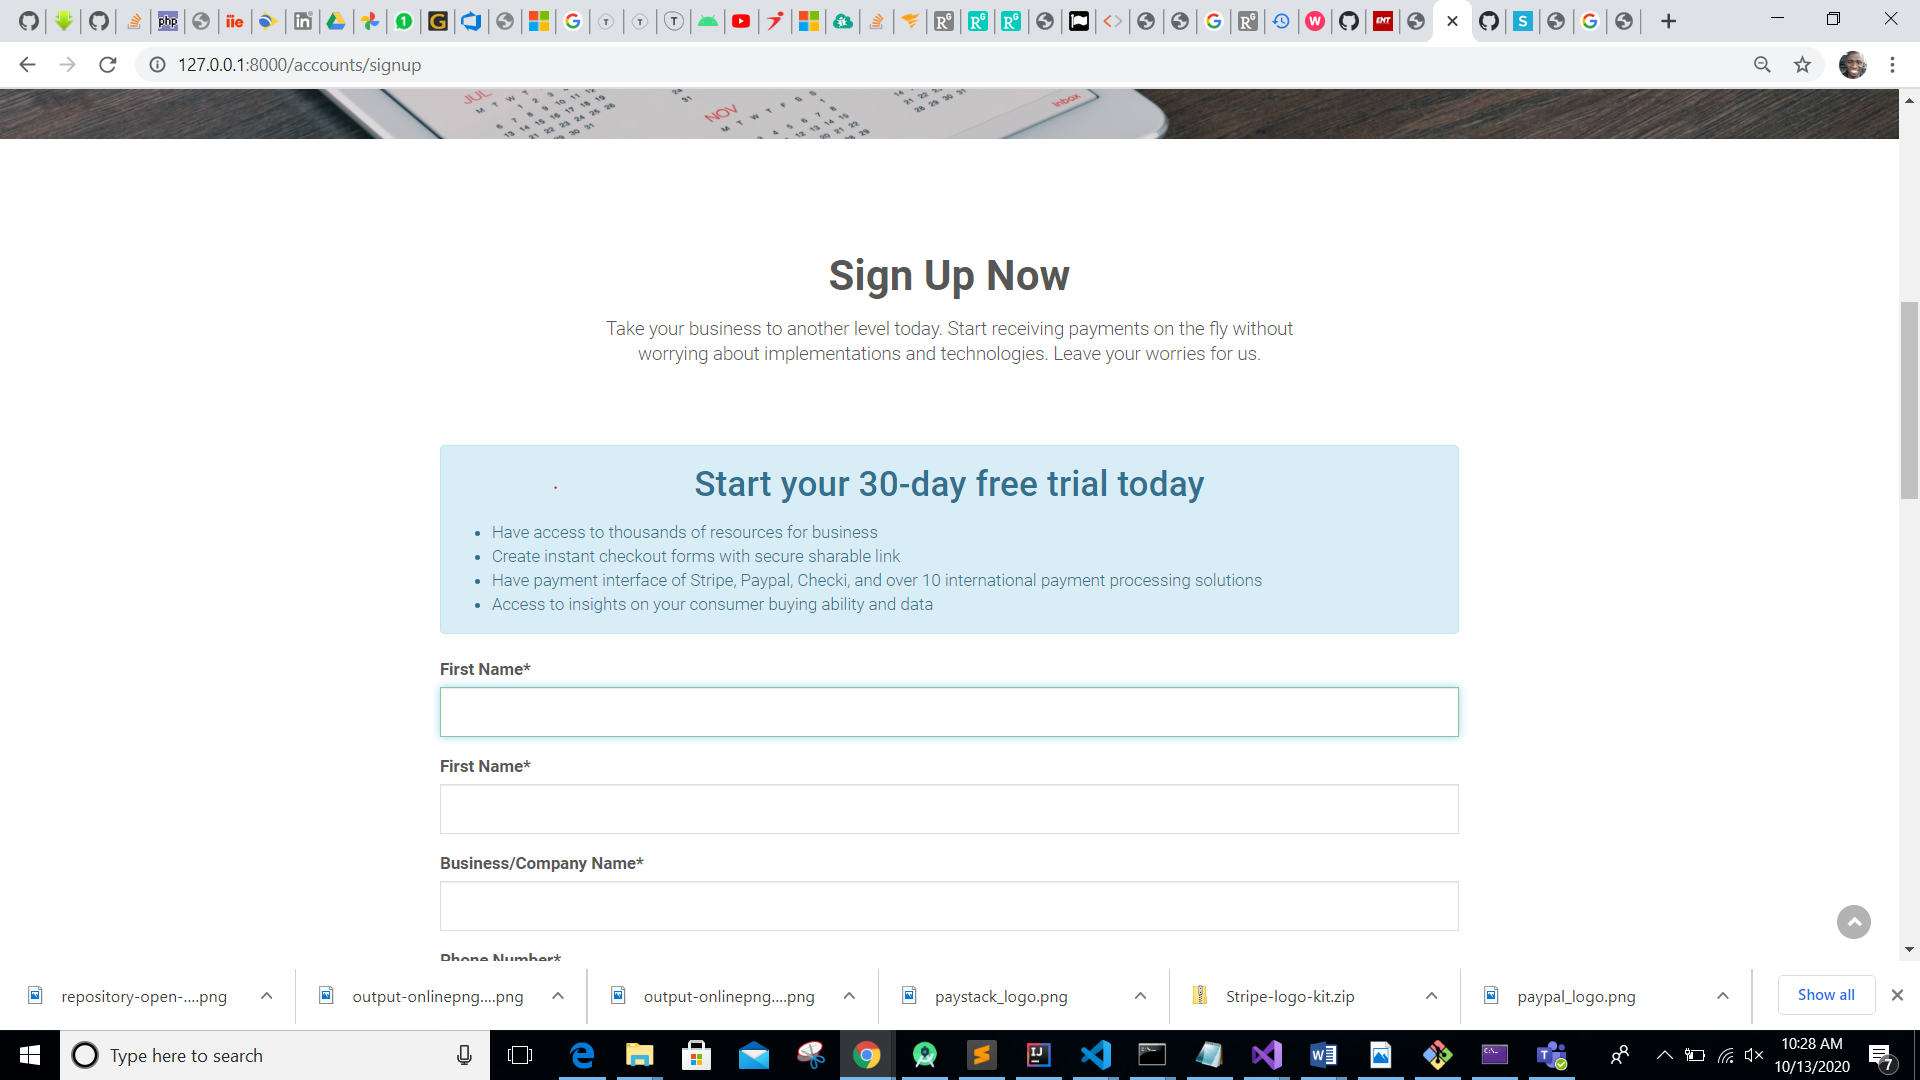 127.0.0.1:8000/accounts/signup
JUL
NOV
inbox
Sign Up Now
Take your business to another level today. Start receiving payments on the fly without
worrying about implementations and technologies. Leave your worries for us.
Start your 30-day free trial today
Have access to thousands of resources for business
Create instant checkout forms with secure sharable link
Have payment interface of Stripe, Paypal, Checki, and over 10 international payment processing solutions
Access to insights on your consumer buying ability and data
First Name*
First Name*
Business/Company Name*
Phone Number*
repository-open-....png
output-onlinepng....png
output-onlinepng....png
paystack_logo.png
Stripe-logo-kit.zip
paypal_logo.png
Show all
Type here to search
10:28 AM
10/13/2020
7